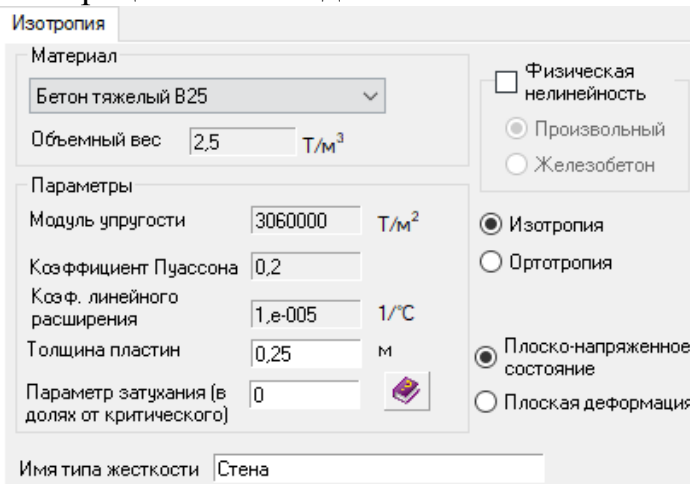 Изотропия
Материал
Бетон тяжелый B25
Объемный вес 2,5 Т/м³
Параметры
Модуль упругости 3060000 Т/м²
Коэффициент Пуассона 0,2
Коэф. линейного
расширения 1,e-005 1/°C
Толщина пластин 0,25 м
Параметр затухания (в
долях от критического) 0
Имя типа жесткости Стена
Физическая
нелинейность
Произвольный
Железобетон
Изотропия
Ортотропия
Плоско-напряженное
состояние
Плоская деформация